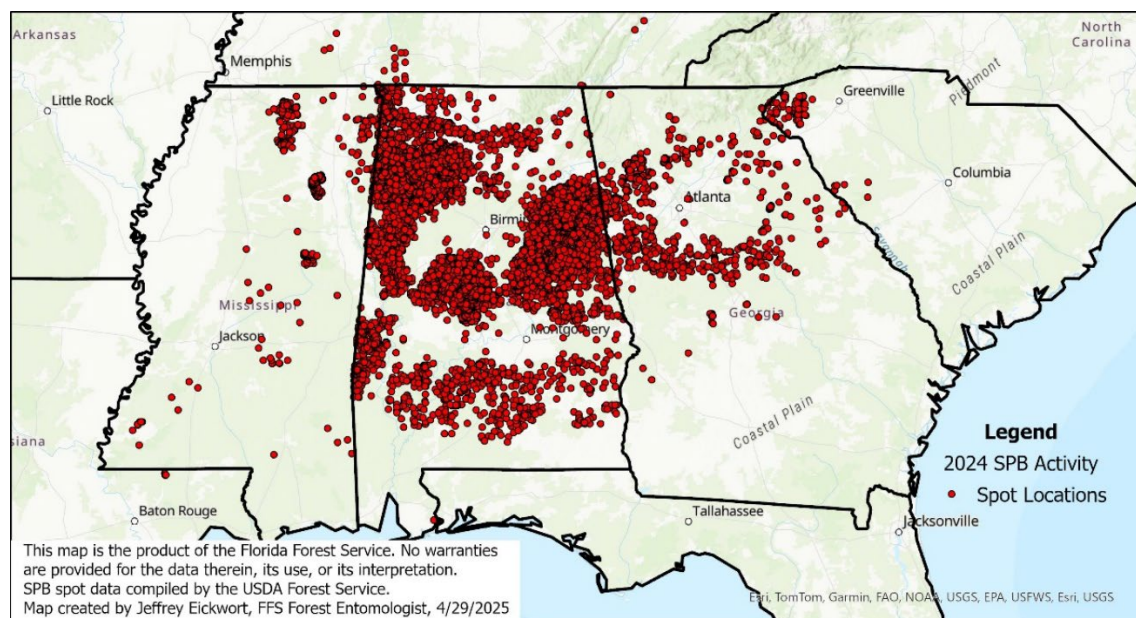 Arkansas
Memphis
Little Rock
North
Carolina
Piedmont
Greenville
Columbia
Atlanta
Savannah
Coastal Plain
Mississippi
Jackson
Montgomery
Georgia
Coastal Plain
Baton Rouge
Tallahassee
Jacksonville
Legend
2024 SPB Activity
Spot Locations
This map is the product of the Florida Forest Service. No warranties
are provided for the data therein, its use, or its interpretation.
SPB spot data compiled by the USDA Forest Service.
Map created by Jeffrey Eickwort, FFS Forest Entomologist, 4/29/2025
Esri, TomTom, Garmin, FAO, NOAA, USGS, EPA, USFWS, Esri, USGS